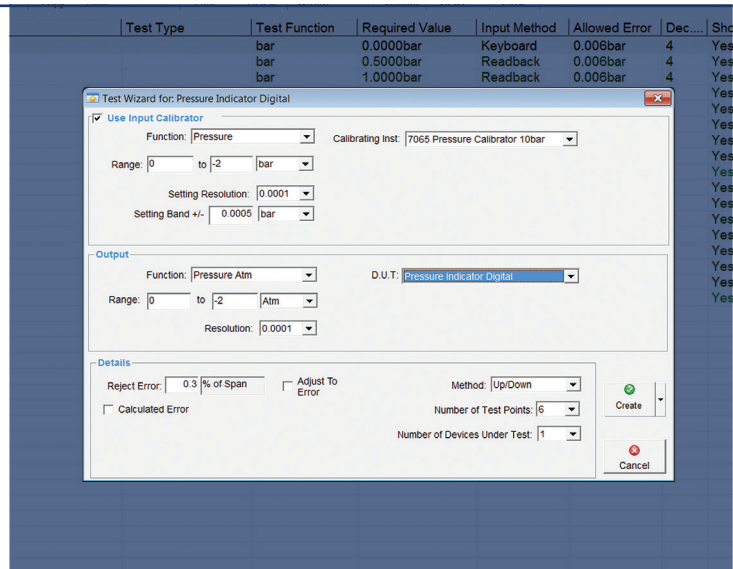 Test Type Test Function Required Value Input Method Allowed Error Dec.... Sho
bar 0.0000bar Keyboard 0.006bar 4 Yes
bar 0.5000bar Readback 0.006bar 4 Yes
bar 1.0000bar Readback 0.006bar 4 Yes
Test Wizard for: Pressure Indicator Digital Yes
Yes
Use Input Calibrator Yes
Function: Pressure Calibrating Inst: 7065 Pressure Calibrator 10bar Yes
Yes
Range: 0 to -2 bar Yes
Yes
Setting Resolution: 0.0001 Yes
Setting Band +/- 0.0005 bar Yes
Yes
Yes
Output Yes
Function: Pressure Atm D.U.T: Pressure Indicator Digital Yes
Range: 0 to -2 Atm Yes
Resolution: 0.0001
Details
Reject Error: 0.3 % of Span Adjust To Error Method: Up/Down
Calculated Error Number of Test Points: 6 Create
Number of Devices Under Test: 1
Cancel